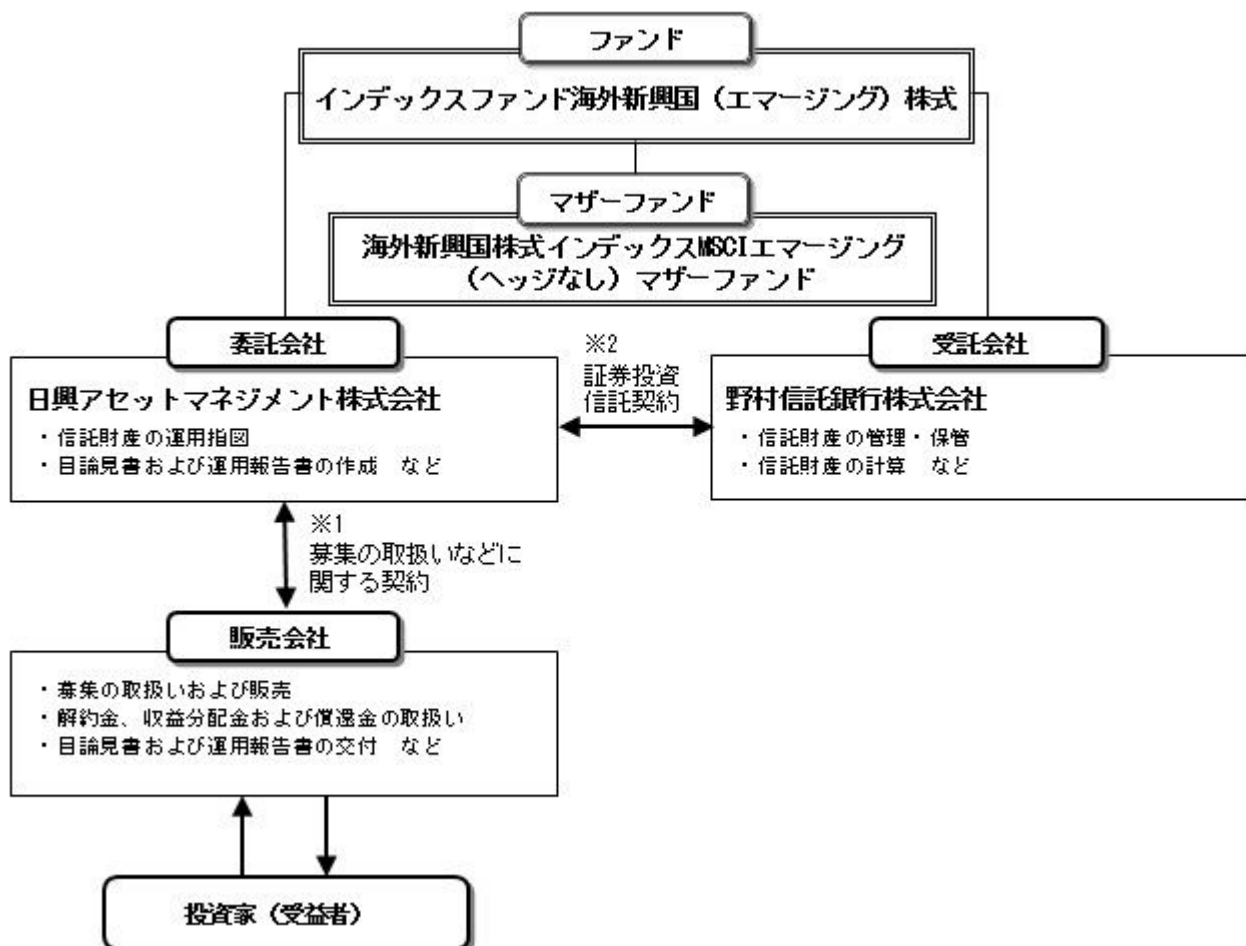 ファンド
インデックスファンド海外新興国（エマージング）株式
マザーファンド
海外新興国株式インデックスMSCIエマージング
（ヘッジなし）マザーファンド
委託会社
日興アセットマネジメント株式会社
・信託財産の運用指図
・目論見書および運用報告書の作成　など
※2
証券投資
信託契約
受託会社
野村信託銀行株式会社
・信託財産の管理・保管
・信託財産の計算　など
※1
募集の取扱いなどに
関する契約
販売会社
・募集の取扱いおよび販売
・解約金、収益分配金および償還金の取扱い
・目論見書および運用報告書の交付　など
投資家（受益者）